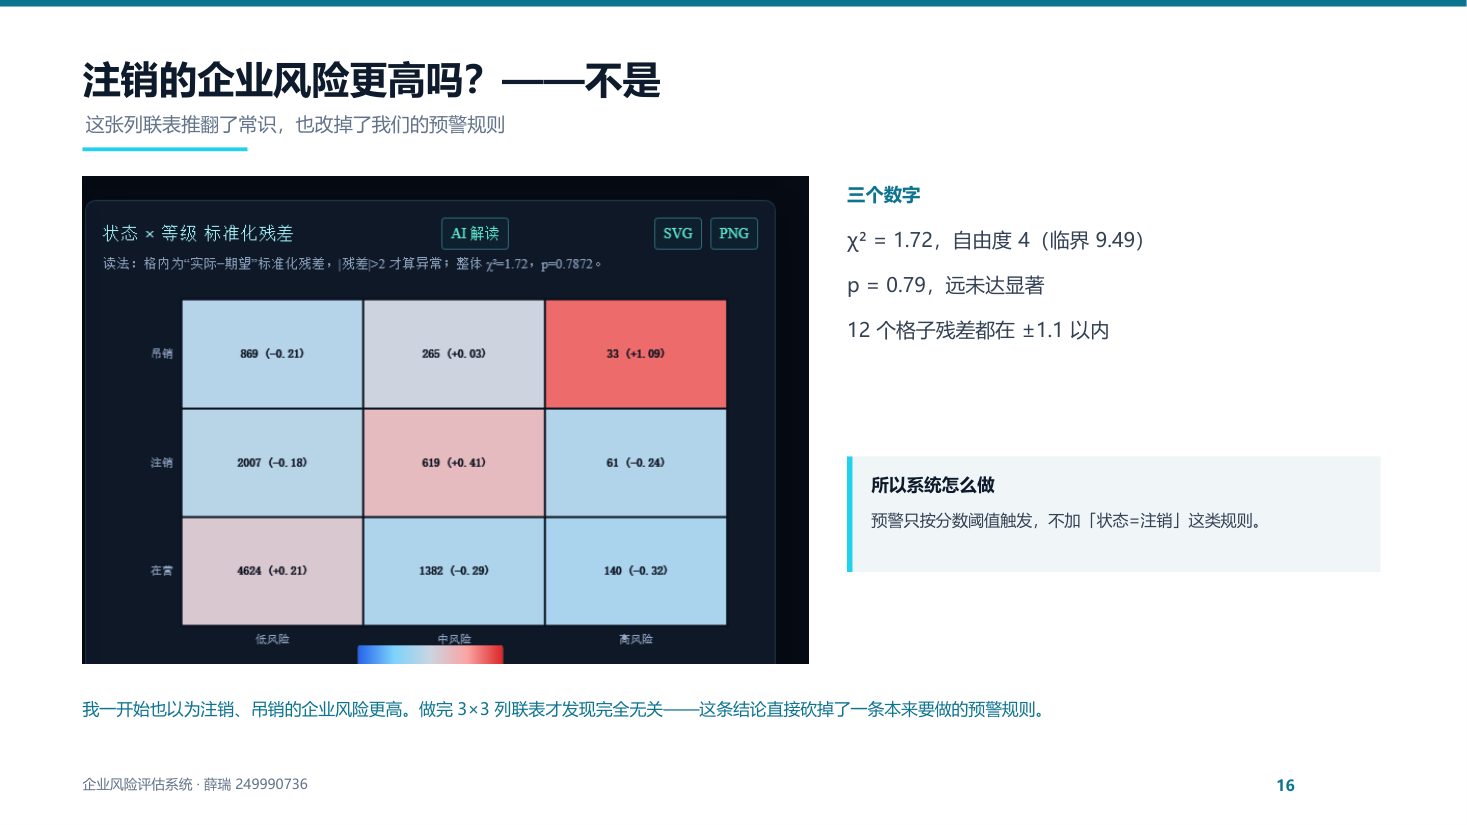 注销的企业风险更高吗？——不是
这张列联表推翻了常识，也改掉了我们的预警规则
状态 × 等级 标准化残差
AI 解读
SVG
PNG
读法：格内为“实际−期望”标准化残差，|残差|>2 才算异常；整体 χ²=1.72，p=0.7872。
吊销
869 (−0.21)
265 (+0.03)
33 (+1.09)
注销
2007 (−0.18)
619 (+0.41)
61 (−0.24)
在营
4624 (+0.21)
1382 (−0.29)
140 (−0.32)
低风险
中风险
高风险
三个数字
χ² = 1.72，自由度 4（临界 9.49）
p = 0.79，远未达显著
12 个格子残差都在 ±1.1 以内
所以系统怎么做
预警只按分数阈值触发，不加「状态=注销」这类规则。
我一开始也以为注销、吊销的企业风险更高。做完 3×3 列联表才发现完全无关——这条结论直接砍掉了一条本来要做的预警规则。
企业风险评估系统 · 薛瑞 249990736
16